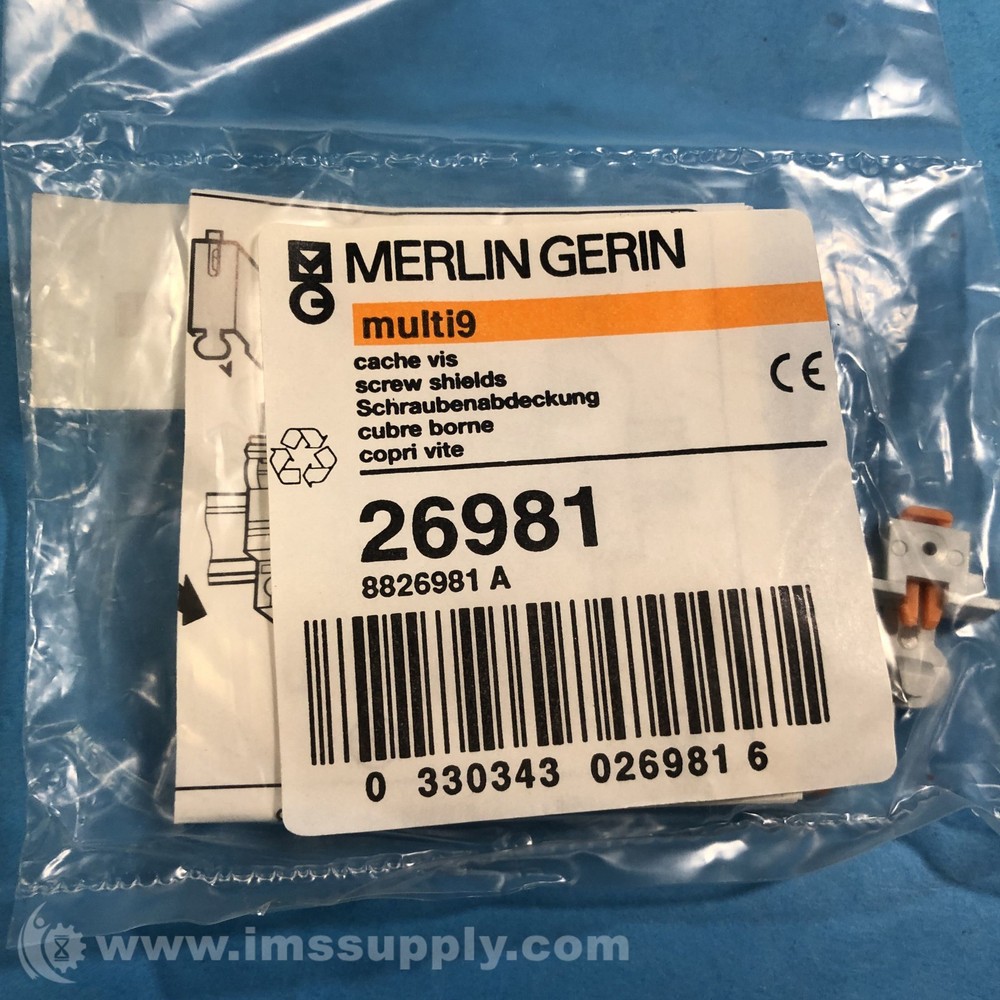 MG MERLIN GERIN
multi9
cache vis
screw shields
Schraubenabdeckung
cubre borne
copri vite
CE
26981
8826981 A
0 330343 026981 6
www.imssupply.com